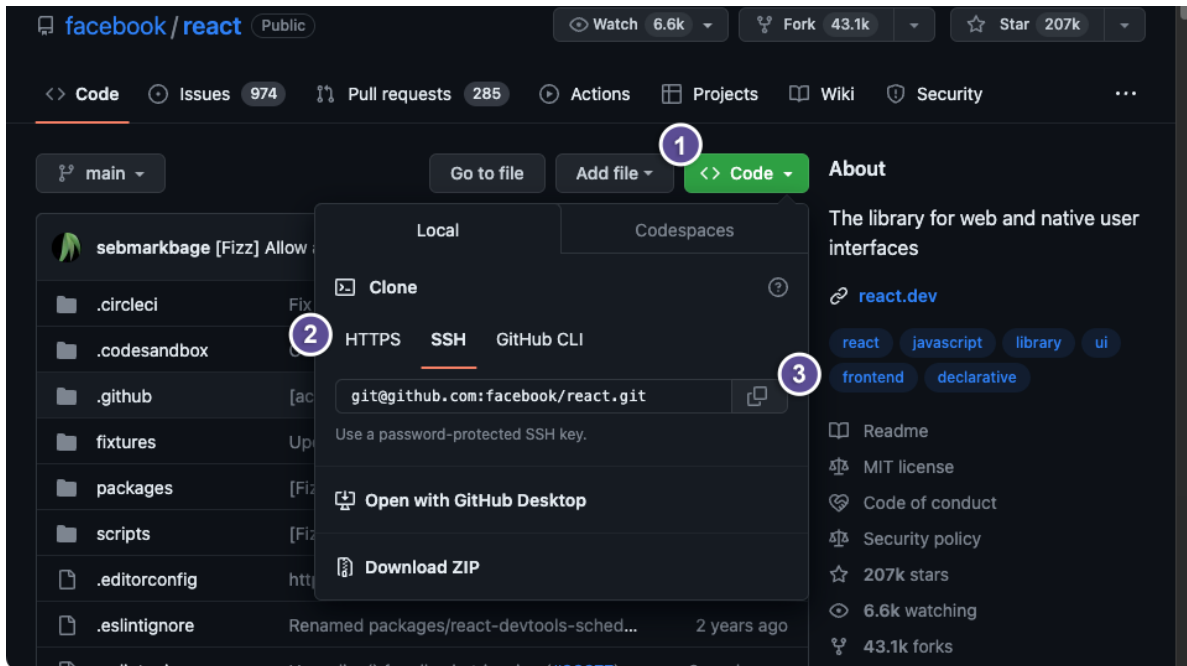 facebook / react Public
Watch 6.6k Fork 43.1k Star 207k
Code Issues 974 Pull requests 285 Actions Projects Wiki Security ...
1
main Go to file Add file Code
Local Codespaces
Clone
2 HTTPS SSH GitHub CLI
3
git@github.com:facebook/react.git
Use a password-protected SSH key.
Open with GitHub Desktop
Download ZIP
sebmarkbage [Fizz] Allow
.circleci Fix
.codesandbox
.github [ac
fixtures Up
packages [Fiz
scripts [Fiz
.editorconfig htt
.eslintignore Renamed packages/react-devtools-sched... 2 years ago
About
The library for web and native user
interfaces
react.dev
react javascript library ui
frontend declarative
Readme
MIT license
Code of conduct
Security policy
207k stars
6.6k watching
43.1k forks